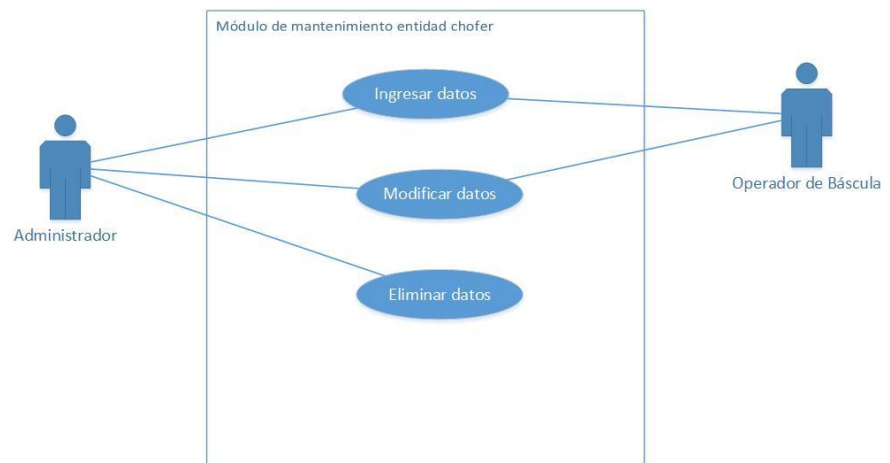 Módulo de mantenimiento entidad chofer
Ingresar datos
Modificar datos
Operador de Báscula
Administrador
Eliminar datos